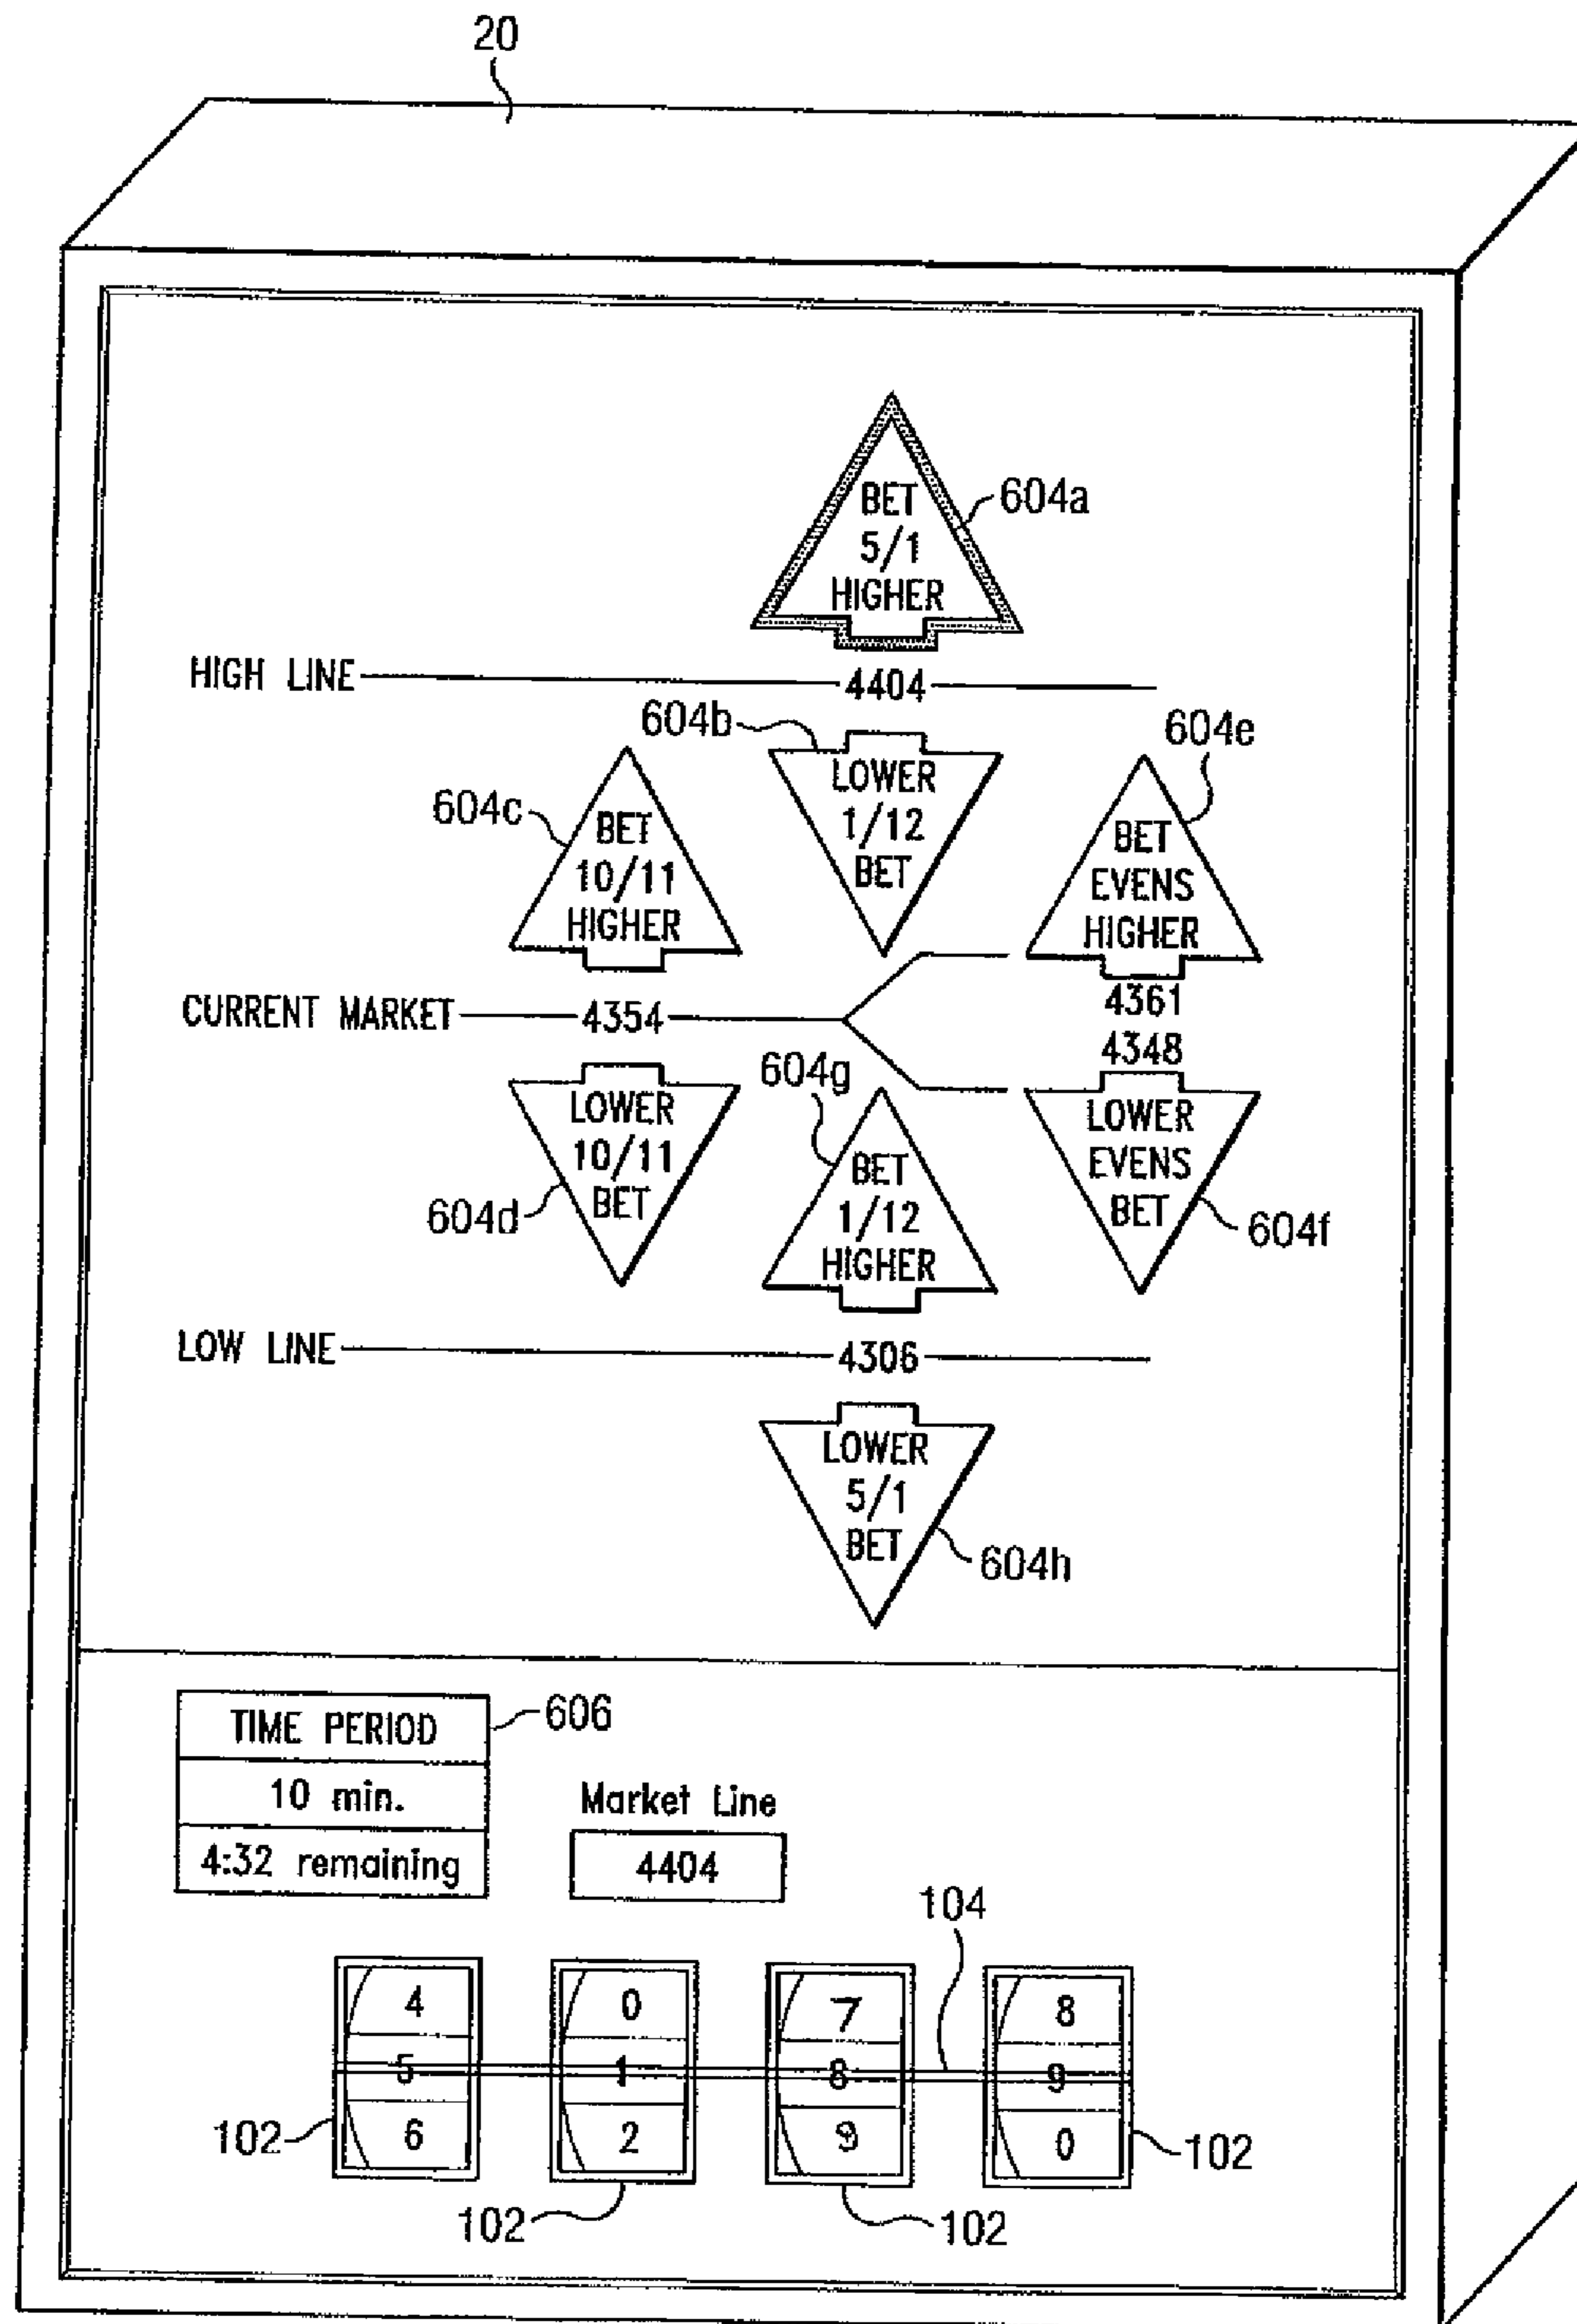 20
BET
5/1
HIGHER
604a
HIGH LINE
4404
604b
604e
604c
LOWER
1/12
BET
BET
10/11
HIGHER
BET
EVENS
HIGHER
CURRENT MARKET
4354
4361
4348
604g
LOWER
10/11
BET
604d
BET
1/12
HIGHER
LOWER
EVENS
BET
604f
LOW LINE
4306
LOWER
5/1
BET
604h
TIME PERIOD
606
10 min.
4:32 remaining
Market Line
4404
104
4 0 7 8
5 1 8 9
6 2 9 0
102
102
102
102